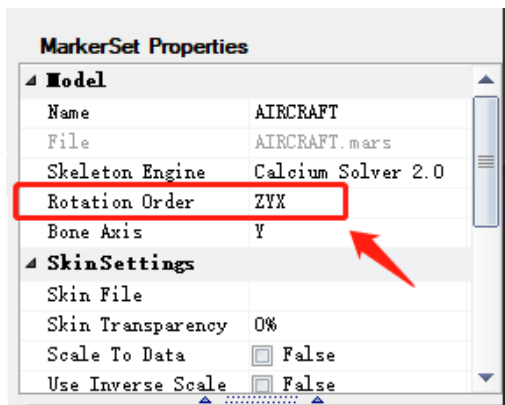 MarkerSet Properties
Model
Name AIRCRAFT
File AIRCRAFT.mars
Skeleton Engine Calcium Solver 2.0
Rotation Order ZYX
Bone Axis Y
SkinSettings
Skin File
Skin Transparency 0%
Scale To Data False
Use Inverse Scale False